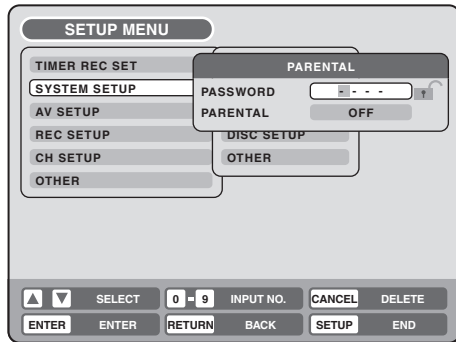 SETUP MENU
TIMER REC SET
SYSTEM SETUP
AV SETUP
REC SETUP
CH SETUP
OTHER
PARENTAL
PASSWORD - - - -
PARENTAL OFF
DISC SETUP
OTHER
▲ ▼ SELECT 0 - 9 INPUT NO. CANCEL DELETE
ENTER ENTER RETURN BACK SETUP END